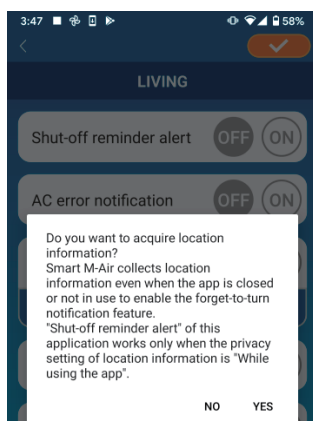 3:47
58%
LIVING
Shut-off reminder alert OFF ON
AC error notification OFF ON
Do you want to acquire location
information?
Smart M-Air collects location
information even when the app is closed
or not in use to enable the forget-to-turn
notification feature.
"Shut-off reminder alert" of this
application works only when the privacy
setting of location information is "While
using the app".
NO YES